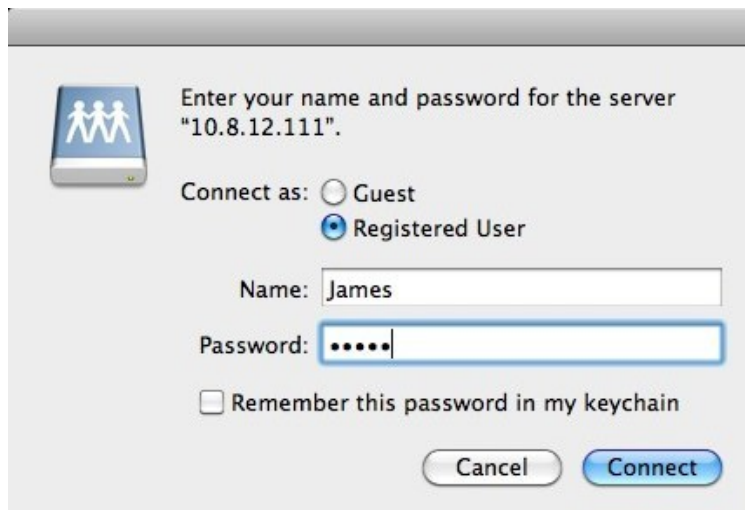 Enter your name and password for the server
“10.8.12.111”.
Connect as: Guest
Registered User
Name: James
Password: •••••
Remember this password in my keychain
Cancel Connect